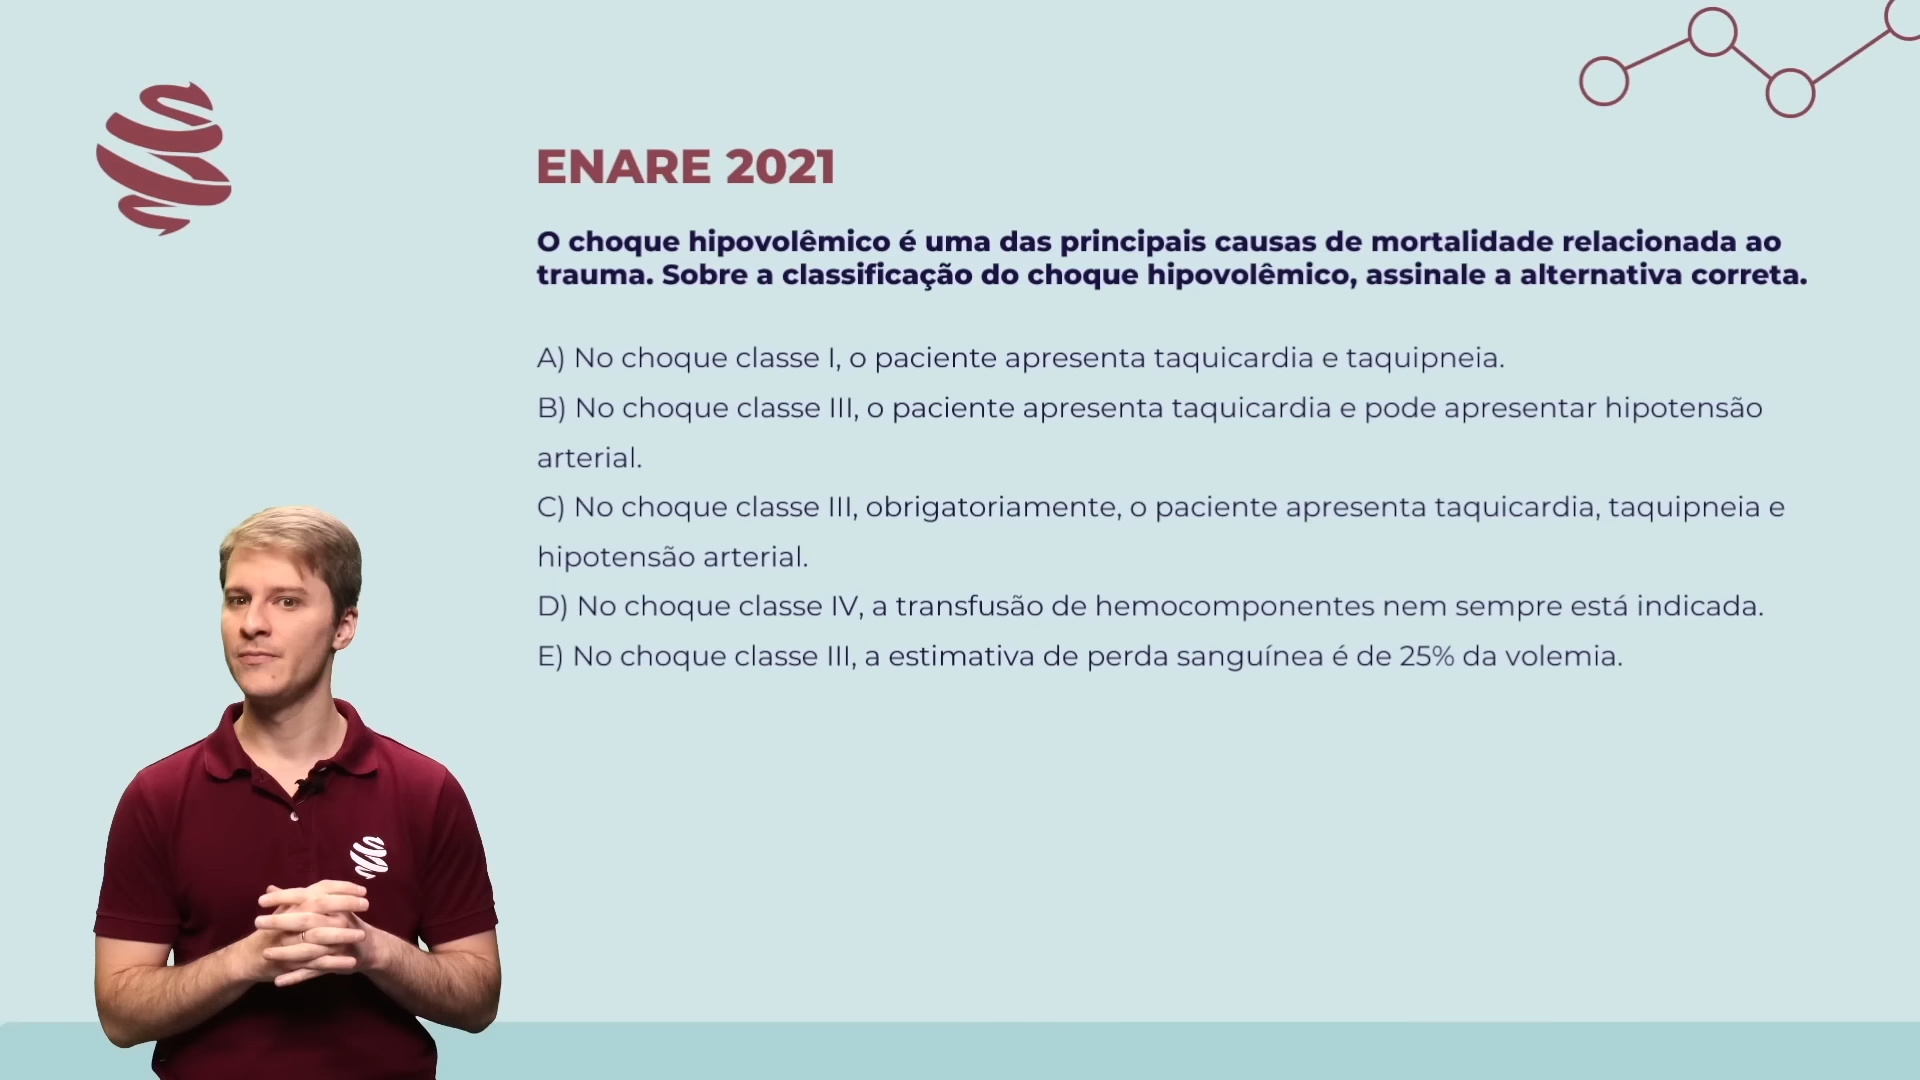 ENARE 2021
O choque hipovolêmico é uma das principais causas de mortalidade relacionada ao
trauma. Sobre a classificação do choque hipovolêmico, assinale a alternativa correta.
A) No choque classe I, o paciente apresenta taquicardia e taquipneia.
B) No choque classe III, o paciente apresenta taquicardia e pode apresentar hipotensão
arterial.
C) No choque classe III, obrigatoriamente, o paciente apresenta taquicardia, taquipneia e
hipotensão arterial.
D) No choque classe IV, a transfusão de hemocomponentes nem sempre está indicada.
E) No choque classe III, a estimativa de perda sanguínea é de 25% da volemia.